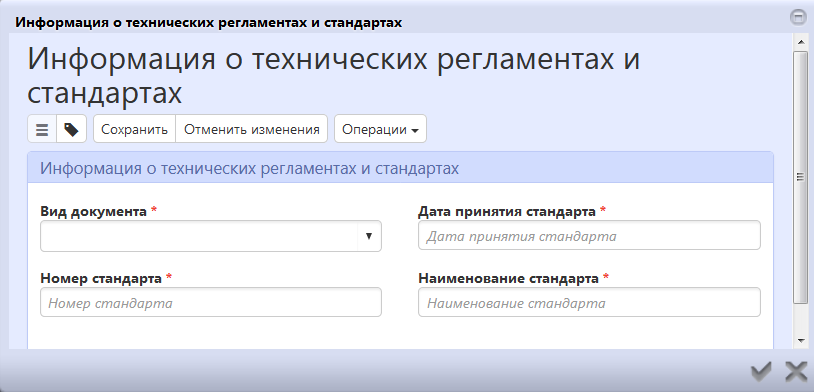 Информация о технических регламентах и стандартах
Информация о технических регламентах и
стандартах
Сохранить Отменить изменения Операции
Информация о технических регламентах и стандартах
Вид документа * Дата принятия стандарта *
Дата принятия стандарта
Номер стандарта * Наименование стандарта *
Номер стандарта Наименование стандарта